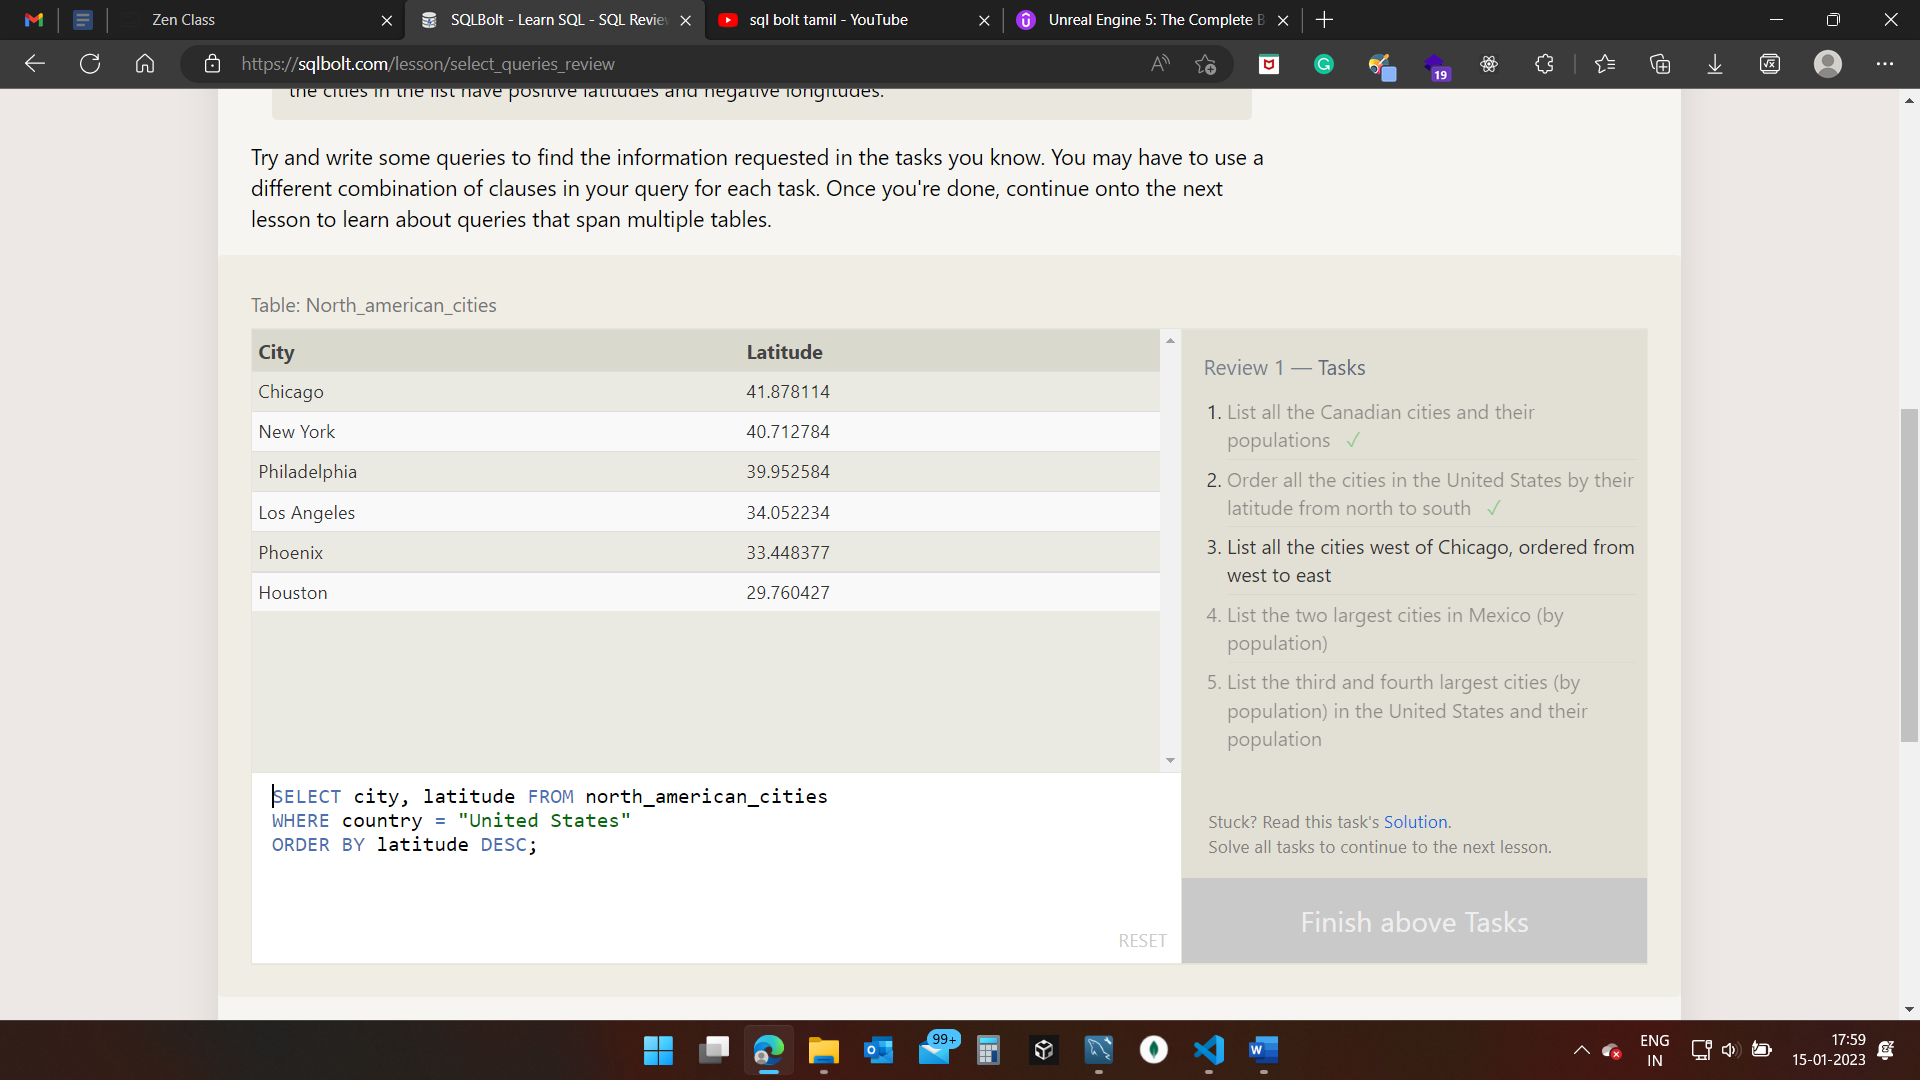 Zen Class
SQLBolt - Learn SQL - SQL Review
sql bolt tamil - YouTube
Unreal Engine 5: The Complete B
https://sqlbolt.com/lesson/select_queries_review
19
the cities in the list have positive latitudes and negative longitudes.
Try and write some queries to find the information requested in the tasks you know. You may have to use a
different combination of clauses in your query for each task. Once you're done, continue onto the next
lesson to learn about queries that span multiple tables.
Table: North_american_cities
City Latitude
Chicago 41.878114
New York 40.712784
Philadelphia 39.952584
Los Angeles 34.052234
Phoenix 33.448377
Houston 29.760427
SELECT city, latitude FROM north_american_cities
WHERE country = "United States"
ORDER BY latitude DESC;
RESET
Review 1 — Tasks
1. List all the Canadian cities and their
populations ✓
2. Order all the cities in the United States by their
latitude from north to south ✓
3. List all the cities west of Chicago, ordered from
west to east
4. List the two largest cities in Mexico (by
population)
5. List the third and fourth largest cities (by
population) in the United States and their
population
Stuck? Read this task's Solution.
Solve all tasks to continue to the next lesson.
Finish above Tasks
99+
ENG
IN
17:59
15-01-2023